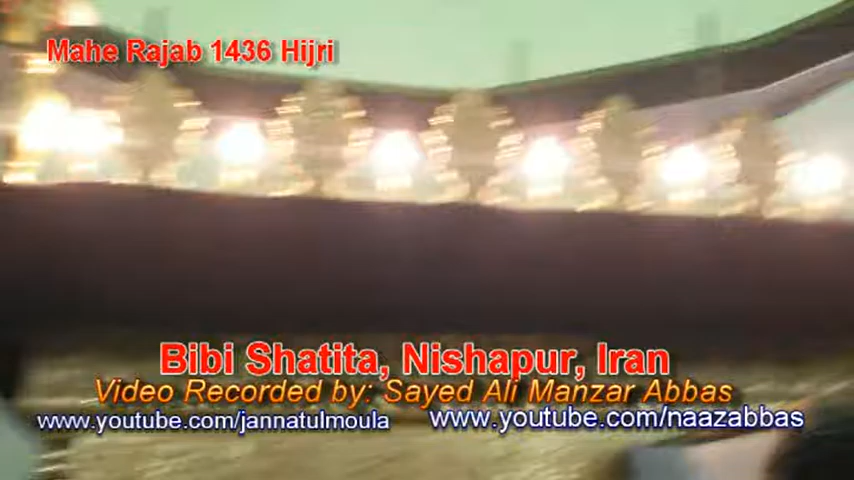 Mahe Rajab 1436 Hijri
Bibi Shatita, Nishapur, Iran
Video Recorded by: Sayed Ali Manzar Abbas
www.youtube.com/jannatulmoula www.youtube.com/naazabbas